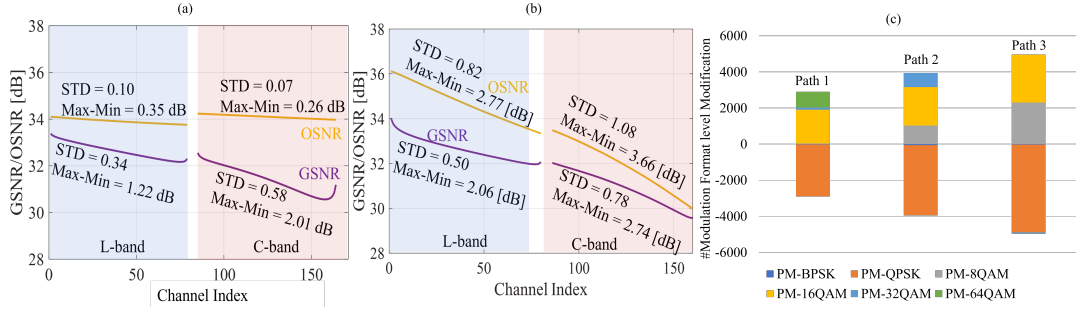 (a)
GSNR/OSNR [dB]
38
36
34
32
30
28
STD = 0.10
Max-Min = 0.35 dB
STD = 0.07
Max-Min = 0.26 dB
OSNR
STD = 0.34
Max-Min = 1.22 dB
GSNR
STD = 0.58
Max-Min = 2.01 dB
L-band
C-band
0
50
100
150
Channel Index
(b)
GSNR/OSNR [dB]
38
36
34
32
30
28
STD = 0.82
Max-Min = 2.77 [dB]
OSNR
GSNR
STD = 0.50
Max-Min = 2.06 [dB]
STD = 1.08
Max-Min = 3.66 [dB]
STD = 0.78
Max-Min = 2.74 [dB]
L-band
C-band
0
50
100
150
Channel Index
(c)
#Modulation Format level Modification
6000
4000
2000
0
-2000
-4000
-6000
Path 1
Path 2
Path 3
PM-BPSK PM-QPSK PM-8QAM
PM-16QAM PM-32QAM PM-64QAM